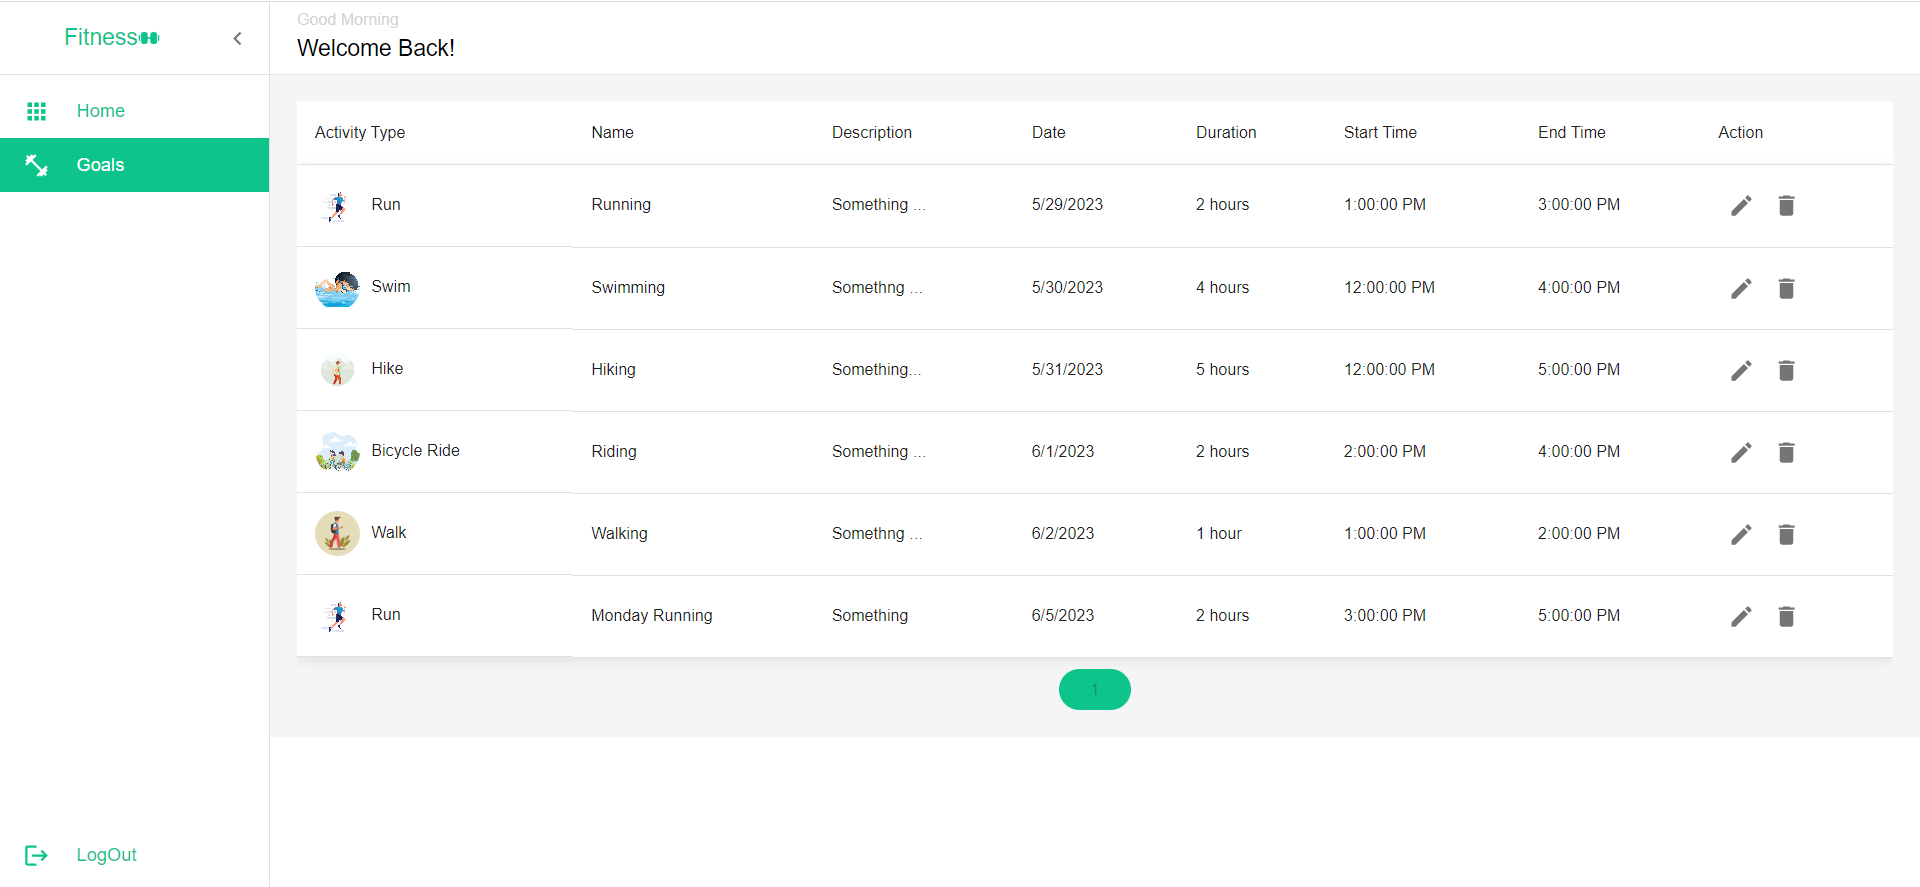 Fitness
Good Morning
Welcome Back!
Home
Goals
LogOut
Activity Type Name Description Date Duration Start Time End Time Action
Run Running Something ... 5/29/2023 2 hours 1:00:00 PM 3:00:00 PM
Swim Swimming Somethng ... 5/30/2023 4 hours 12:00:00 PM 4:00:00 PM
Hike Hiking Something... 5/31/2023 5 hours 12:00:00 PM 5:00:00 PM
Bicycle Ride Riding Something ... 6/1/2023 2 hours 2:00:00 PM 4:00:00 PM
Walk Walking Somethng ... 6/2/2023 1 hour 1:00:00 PM 2:00:00 PM
Run Monday Running Something 6/5/2023 2 hours 3:00:00 PM 5:00:00 PM
1